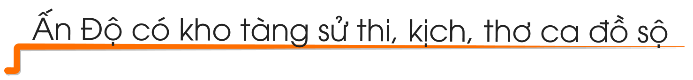 Ấn Độ có kho tàng sử thi, kịch, thơ ca đồ sộ